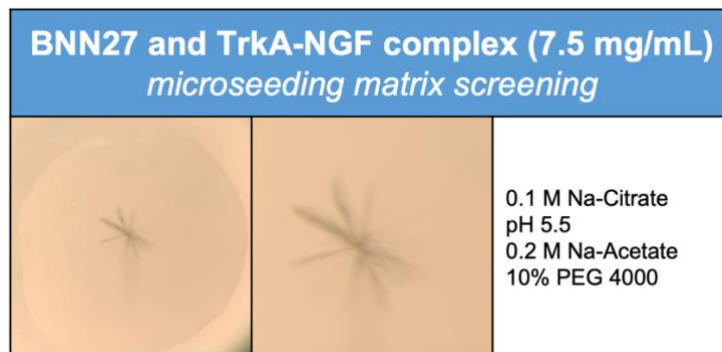 BNN27 and TrkA-NGF complex (7.5 mg/mL)
microseeding matrix screening
0.1 M Na-Citrate
pH 5.5
0.2 M Na-Acetate
10% PEG 4000